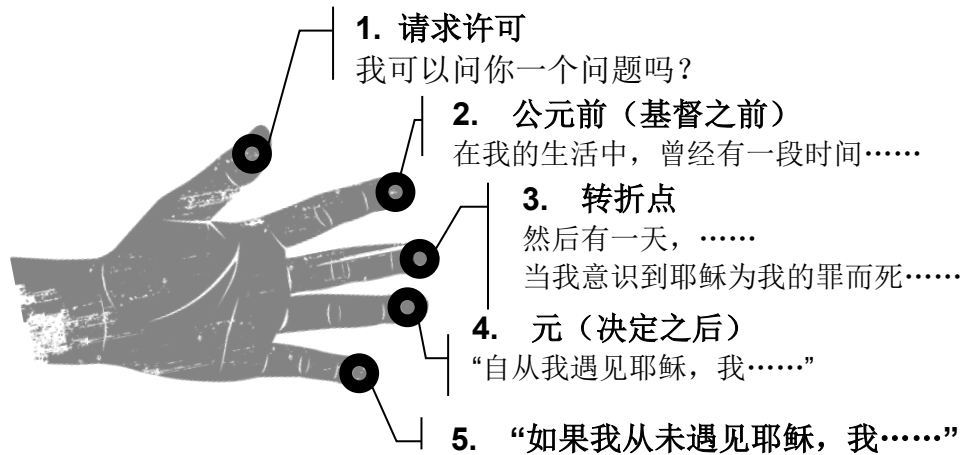 1. 请求许可
我可以问你一个问题吗?
2. 公元前（基督之前）
在我的生活中，曾经有一段时间……
3. 转折点
然后有一天，……
当我意识到耶稣为我的罪而死……
4. 元（决定之后）
“自从我遇见耶稣，我……”
5. “如果我从未遇见耶稣，我……”